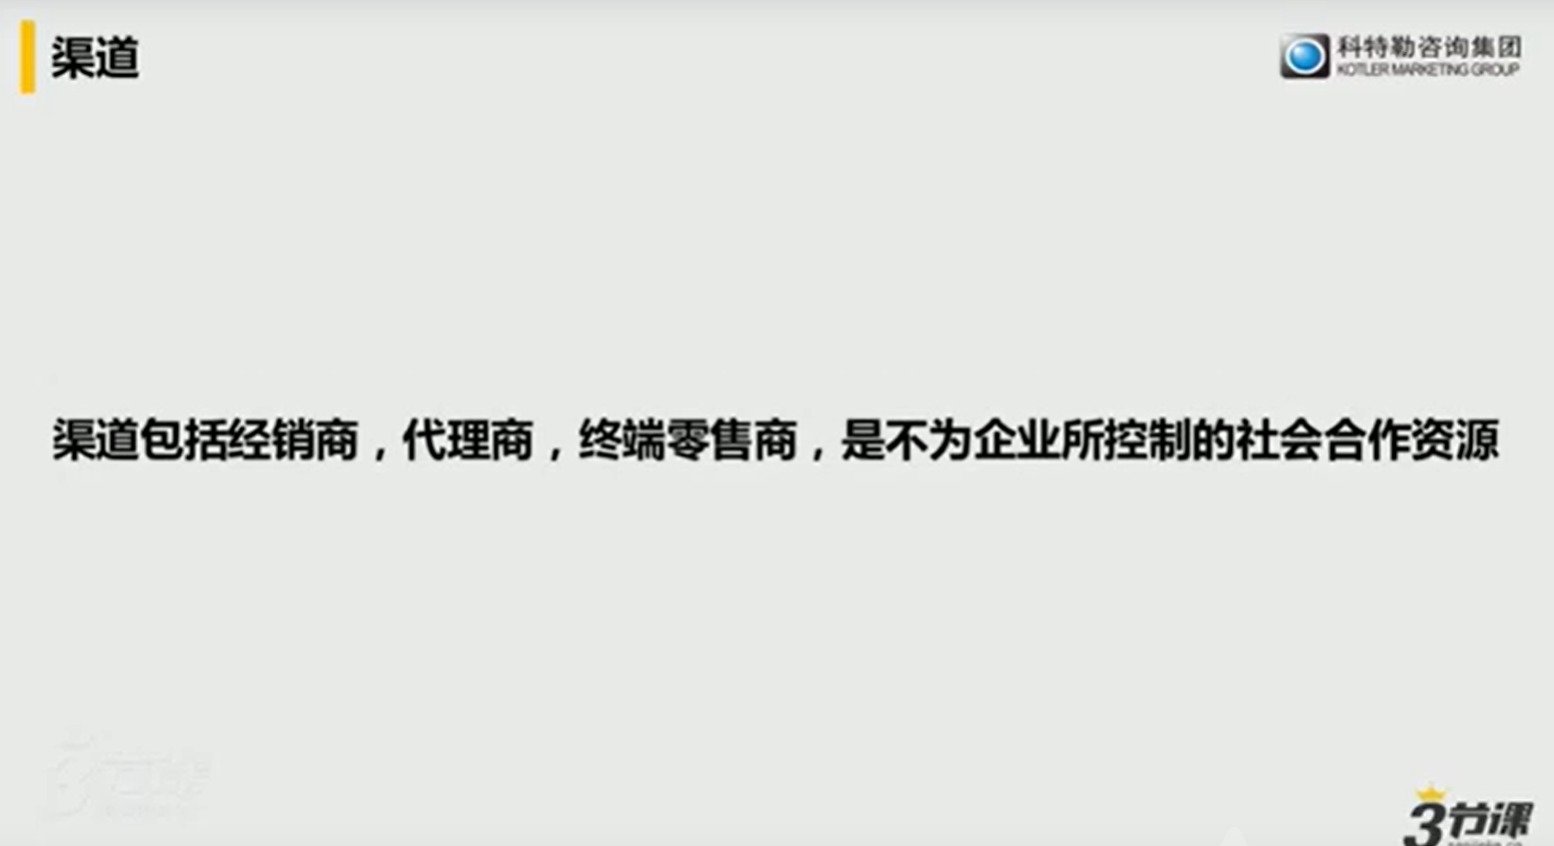 渠道
科特勒咨询集团
KOTLER MARKETING GROUP
渠道包括经销商，代理商，终端零售商，是不为企业所控制的社会合作资源
3节课